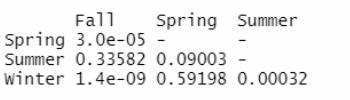 Fall Spring Summer
Spring 3.0e-05 - -
Summer 0.33582 0.09003 -
Winter 1.4e-09 0.59198 0.00032